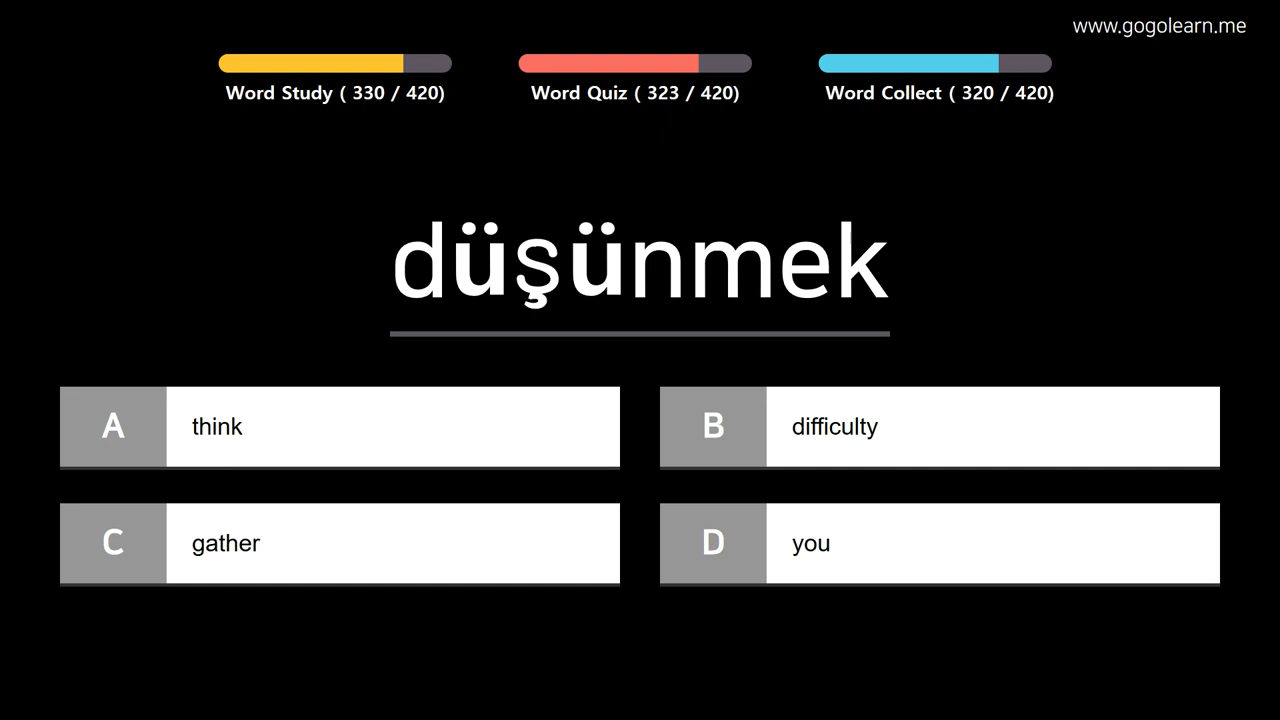 www.gogolearn.me
Word Study ( 330 / 420)
Word Quiz ( 323 / 420)
Word Collect ( 320 / 420)
düşünmek
A think
B difficulty
C gather
D you